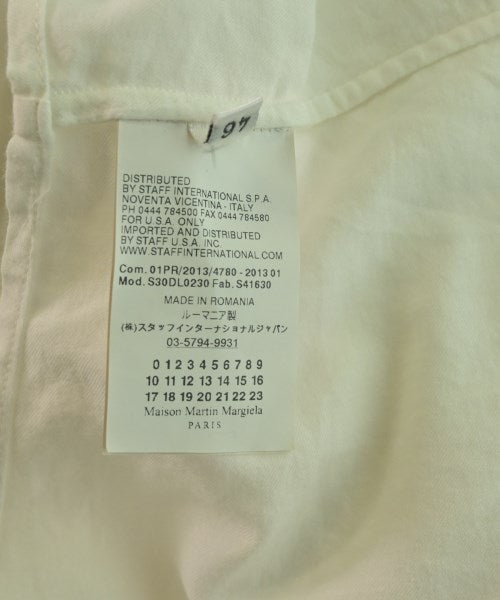 197
DISTRIBUTED
BY STAFF INTERNATIONAL S.P.A.
NOVENTA VICENTINA - ITALY
PH 0444 784500 FAX 0444 784580
FOR U.S.A. ONLY
IMPORTED AND DISTRIBUTED
BY STAFF U.S.A. INC.
WWW.STAFFINTERNATIONAL.COM
Com. 01PR/2013/4780 - 2013 01
Mod. S30DL0230 Fab. S41630
MADE IN ROMANIA
ルーマニア製
(株)スタッフインターナショナルジャパン
03-5794-9931
0 1 2 3 4 5 6 7 8 9
10 11 12 13 14 15 16
17 18 19 20 21 22 23
Maison Martin Margiela
PARIS